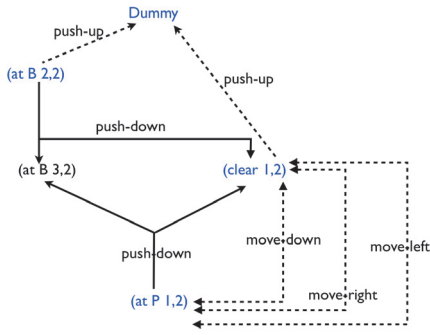 Dummy
push-up
(at B 2,2)
push-up
push-down
(at B 3,2)
(clear 1,2)
push-down
move-down
move-left
move-right
(at P 1,2)